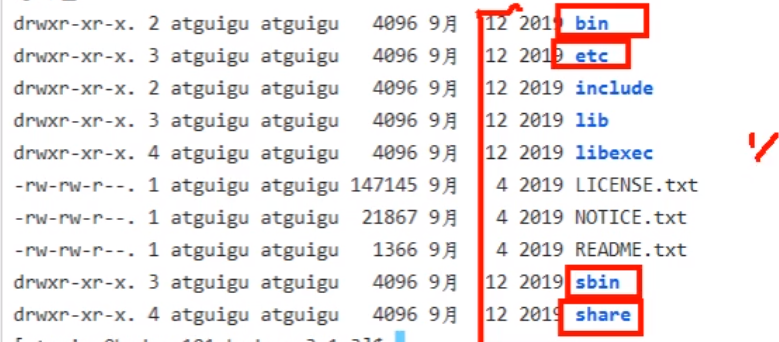 drwxr-xr-x. 2 atguigu atguigu 4096 9月 12 2019 bin
drwxr-xr-x. 3 atguigu atguigu 4096 9月 12 2019 etc
drwxr-xr-x. 2 atguigu atguigu 4096 9月 12 2019 include
drwxr-xr-x. 3 atguigu atguigu 4096 9月 12 2019 lib
drwxr-xr-x. 4 atguigu atguigu 4096 9月 12 2019 libexec
-rw-rw-r--. 1 atguigu atguigu 147145 9月 4 2019 LICENSE.txt
-rw-rw-r--. 1 atguigu atguigu 21867 9月 4 2019 NOTICE.txt
-rw-rw-r--. 1 atguigu atguigu 1366 9月 4 2019 README.txt
drwxr-xr-x. 3 atguigu atguigu 4096 9月 12 2019 sbin
drwxr-xr-x. 4 atguigu atguigu 4096 9月 12 2019 share